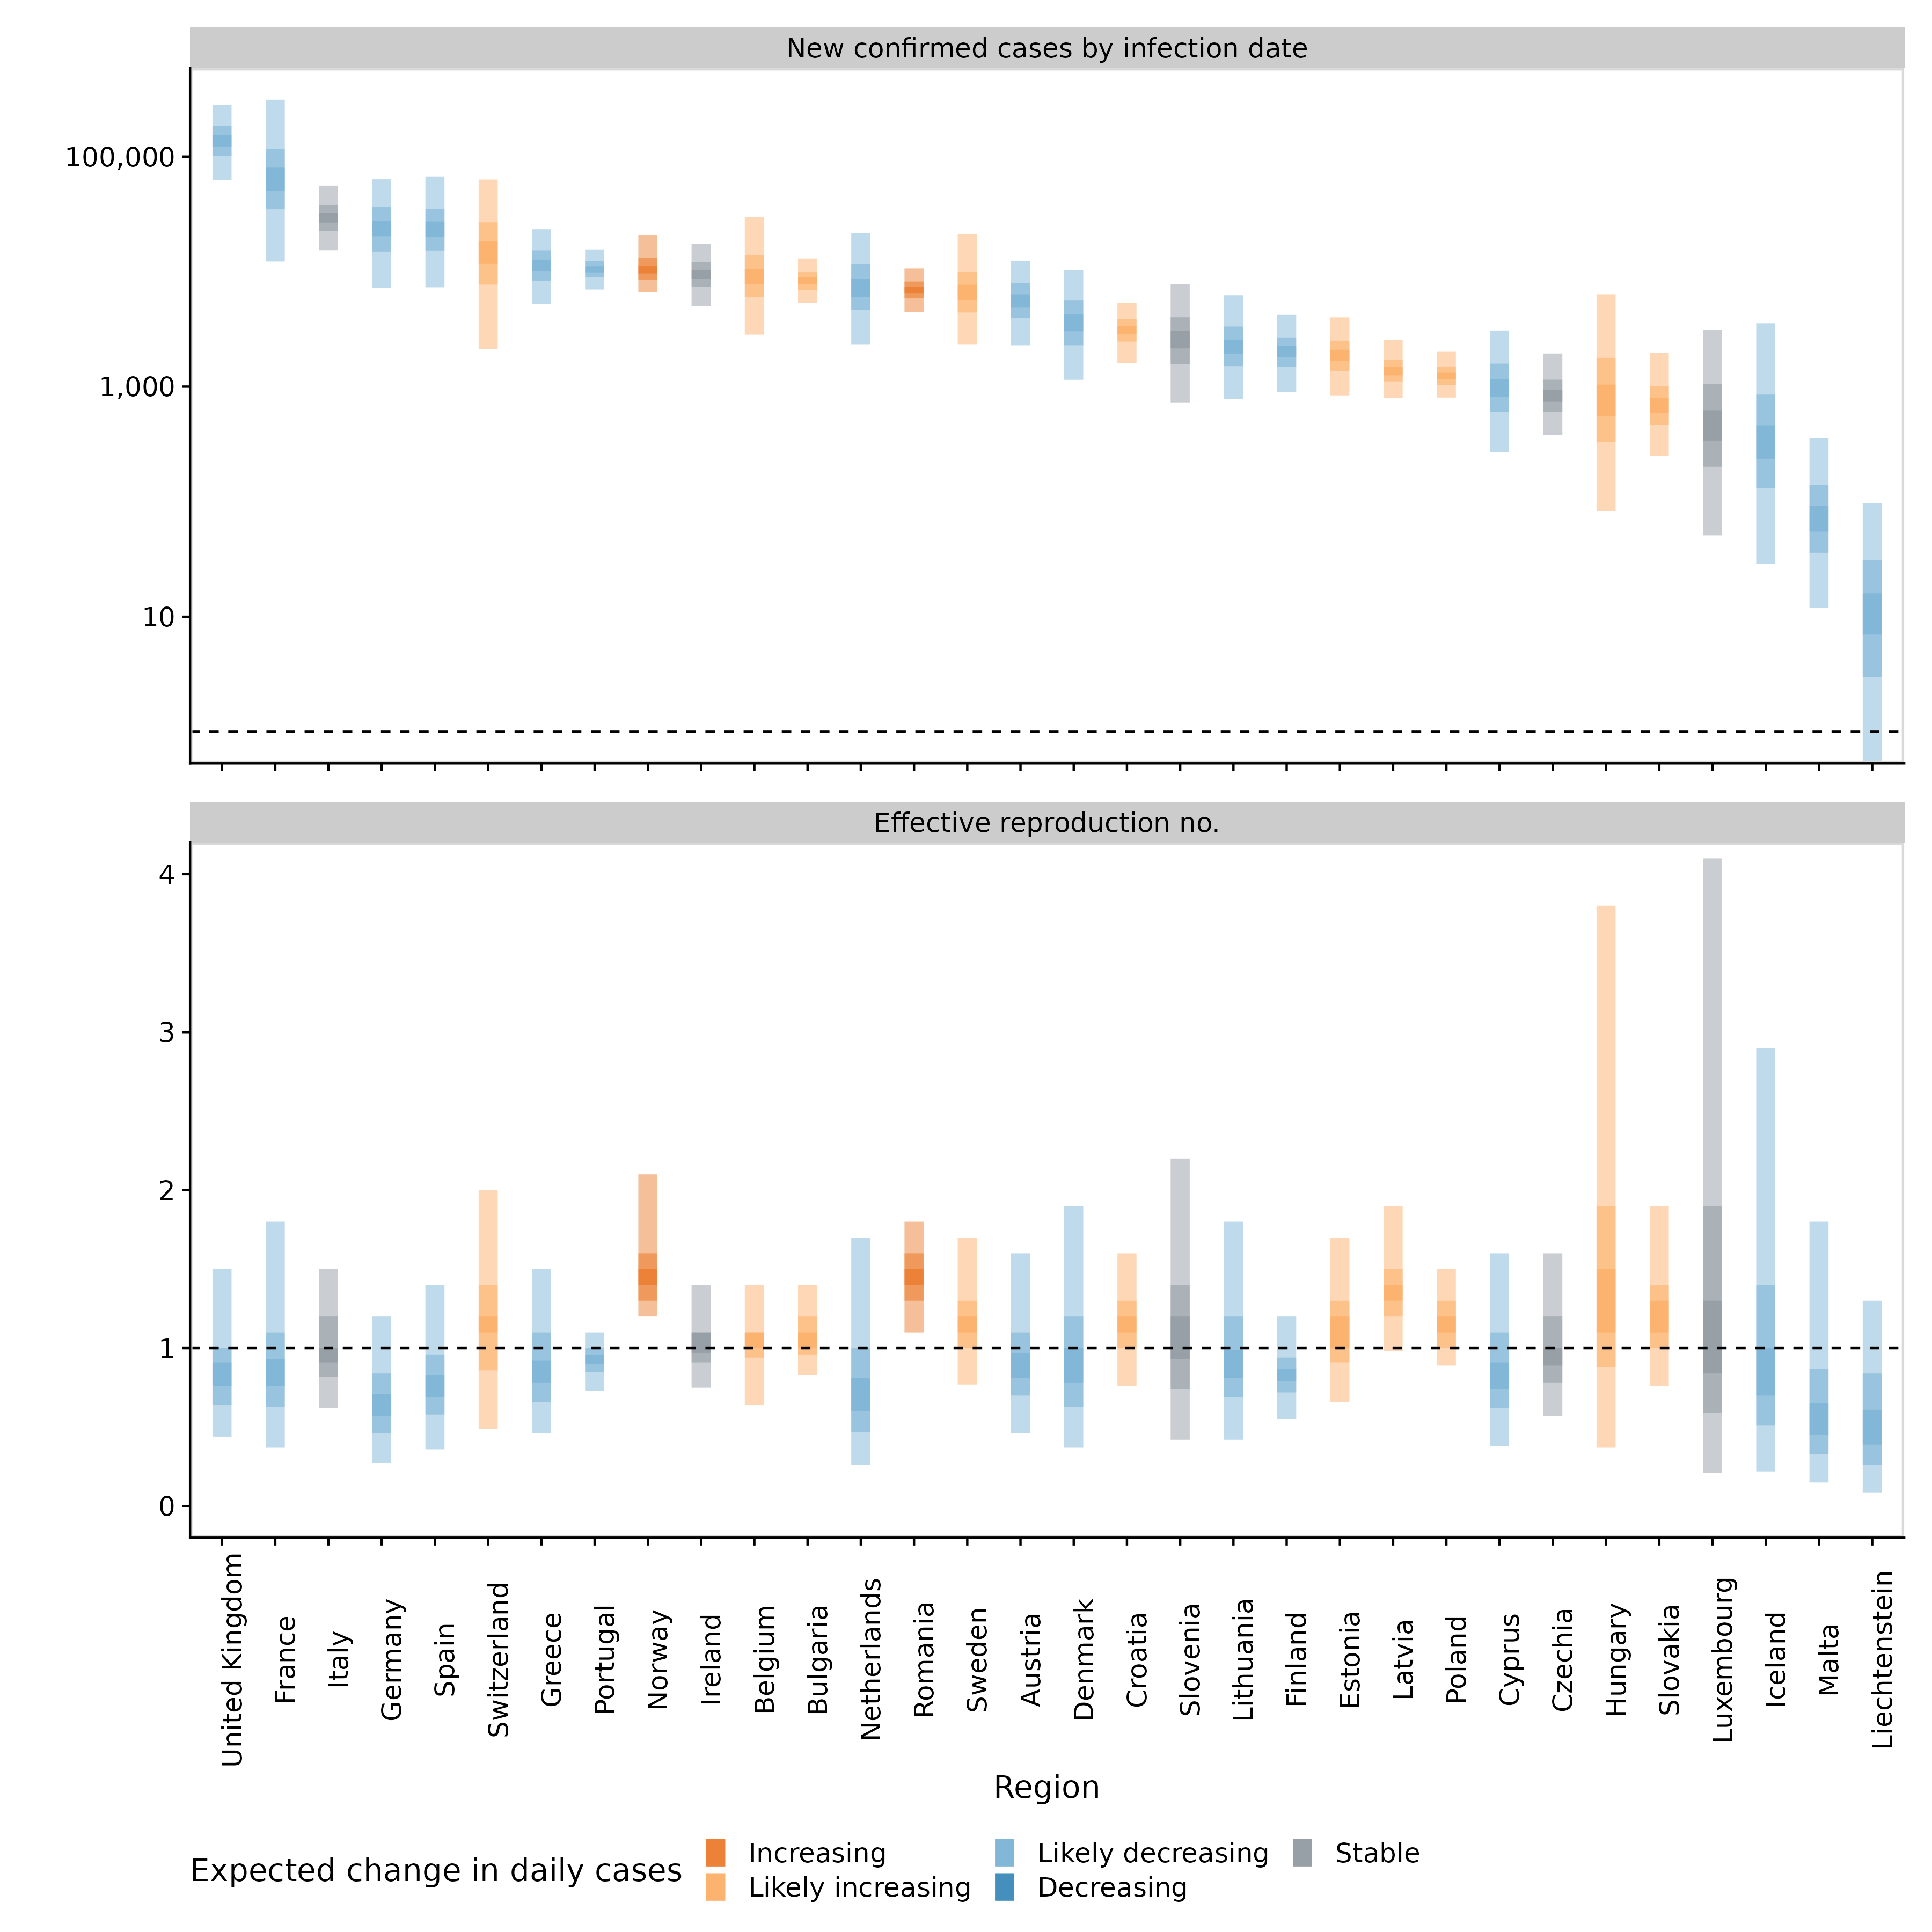 New confirmed cases by infection date
100,000
1,000
10
Effective reproduction no.
4
3
2
1
0
United Kingdom
France
Italy
Germany
Spain
Switzerland
Greece
Portugal
Norway
Ireland
Belgium
Bulgaria
Netherlands
Romania
Sweden
Austria
Denmark
Croatia
Slovenia
Lithuania
Finland
Estonia
Latvia
Poland
Cyprus
Czechia
Hungary
Slovakia
Luxembourg
Iceland
Malta
Liechtenstein
Region
Expected change in daily cases
Increasing
Likely increasing
Likely decreasing
Decreasing
Stable